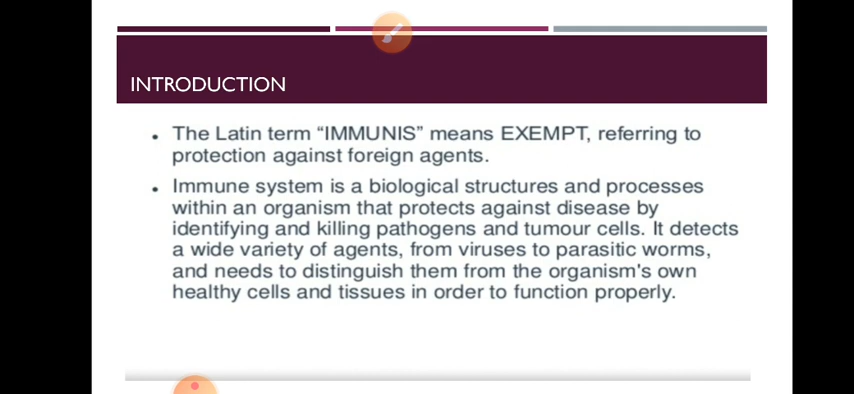 INTRODUCTION
• The Latin term “IMMUNIS” means EXEMPT, referring to
protection against foreign agents.
• Immune system is a biological structures and processes
within an organism that protects against disease by
identifying and killing pathogens and tumour cells. It detects
a wide variety of agents, from viruses to parasitic worms,
and needs to distinguish them from the organism's own
healthy cells and tissues in order to function properly.